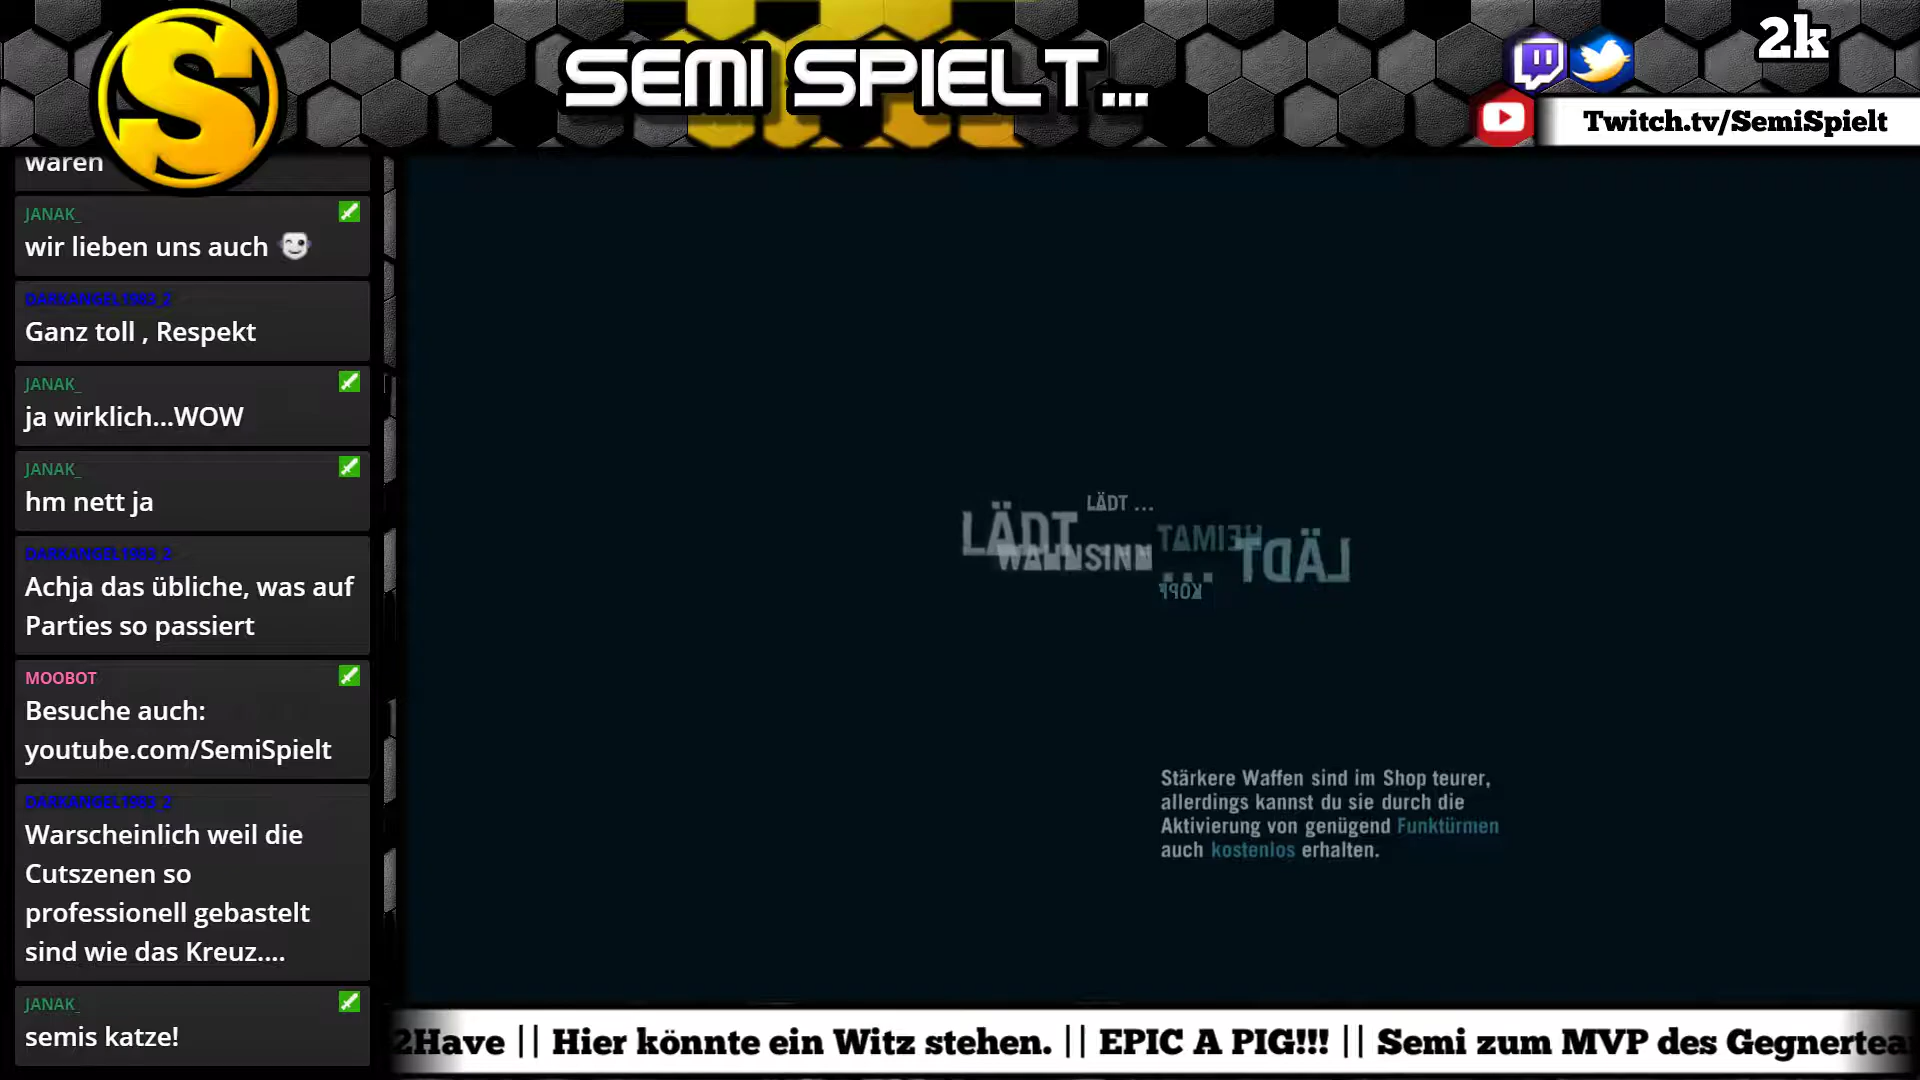 SEMI SPIELT...
2k
Twitch.tv/SemiSpielt
S
waren
JANAK_
wir lieben uns auch
DARKANGEL1983_2
Ganz toll , Respekt
JANAK_
ja wirklich...WOW
JANAK_
hm nett ja
DARKANGEL1983_2
Achja das übliche, was auf
Parties so passiert
MOOBOT
Besuche auch:
youtube.com/SemiSpielt
DARKANGEL1983_2
Warscheinlich weil die
Cutszenen so
professionell gebastelt
sind wie das Kreuz....
JANAK_
semis katze!
LÄDT ...
LÄDT
WAHNSINN
HEIMAT
LÄDT ...
KOPF
Stärkere Waffen sind im Shop teurer,
allerdings kannst du sie durch die
Aktivierung von genügend Funktürmen
auch kostenlos erhalten.
2Have || Hier könnte ein Witz stehen. || EPIC A PIG!!! || Semi zum MVP des Gegnertea